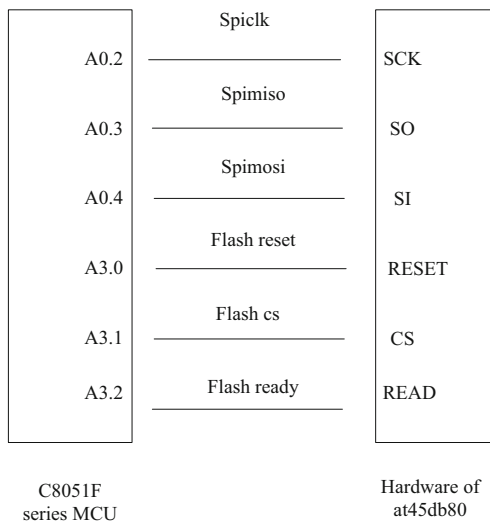 Spiclk
A0.2 SCK
Spimiso
A0.3 SO
Spimosi
A0.4 SI
Flash reset
A3.0 RESET
Flash cs
A3.1 CS
A3.2 Flash ready READ
C8051F
series MCU
Hardware of
at45db80